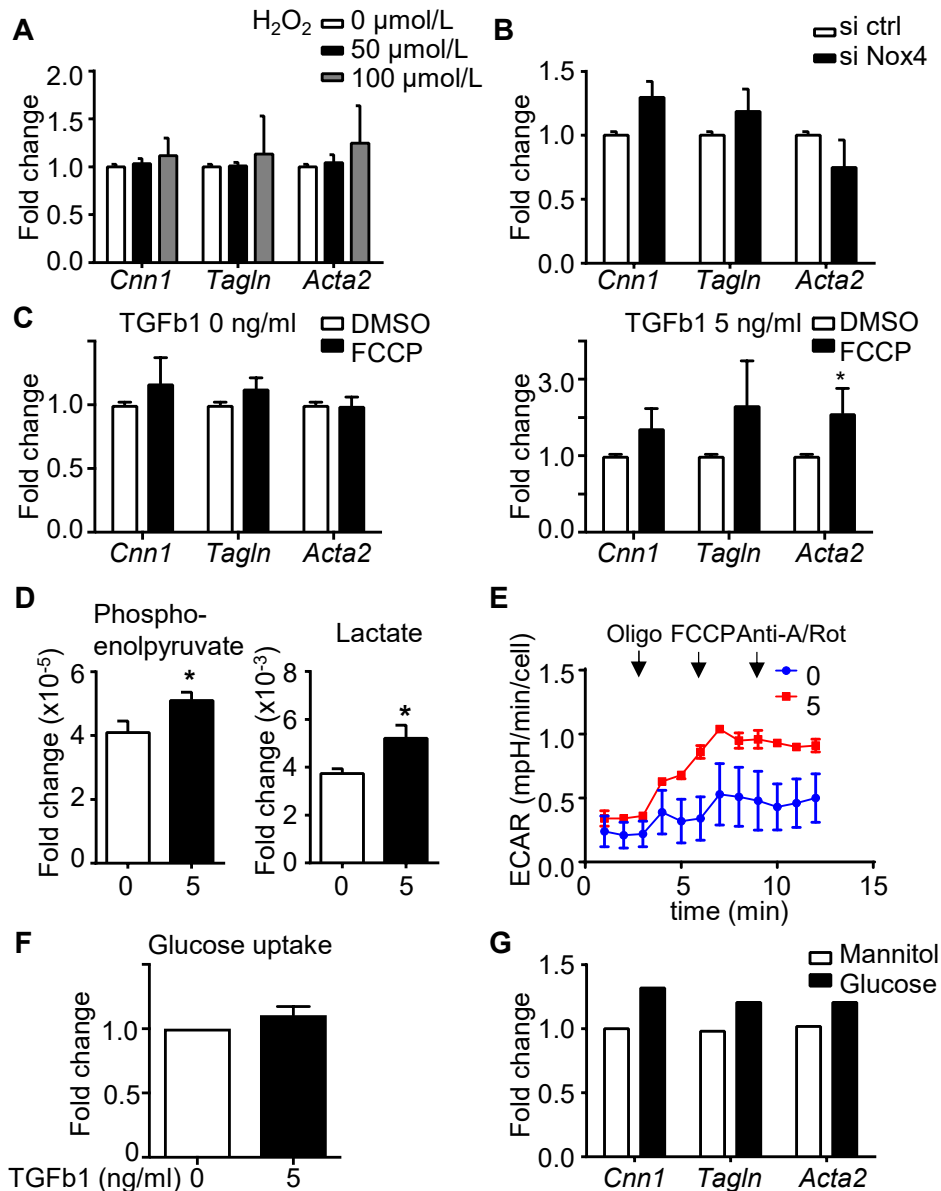 A
H₂O₂
0 µmol/L
50 µmol/L
100 µmol/L
Fold change
2.0
1.5
1.0
0.5
0.0
Cnn1 Tagln Acta2
B
si ctrl
si Nox4
Fold change
1.5
1.0
0.5
0.0
Cnn1 Tagln Acta2
C
TGFb1 0 ng/ml
DMSO
FCCP
Fold change
1.0
0.5
0.0
Cnn1 Tagln Acta2
TGFb1 5 ng/ml
DMSO
FCCP
*
Fold change
3.0
1.0
0.0
Cnn1 Tagln Acta2
D
Phospho-
enolpyruvate
*
Fold change (x10⁻⁵)
6
4
2
0
0 5
Lactate
*
Fold change (x10⁻³)
8
6
4
2
0
0 5
E
Oligo FCCPAnti-A/Rot
0
5
ECAR (mpH/min/cell)
1.5
1.0
0.5
0.0
0 5 10 15
time (min)
F
Glucose uptake
Fold change
1.0
0.5
0
TGFb1 (ng/ml) 0 5
G
Mannitol
Glucose
Fold change
1.5
1.0
0.5
0.0
Cnn1 Tagln Acta2